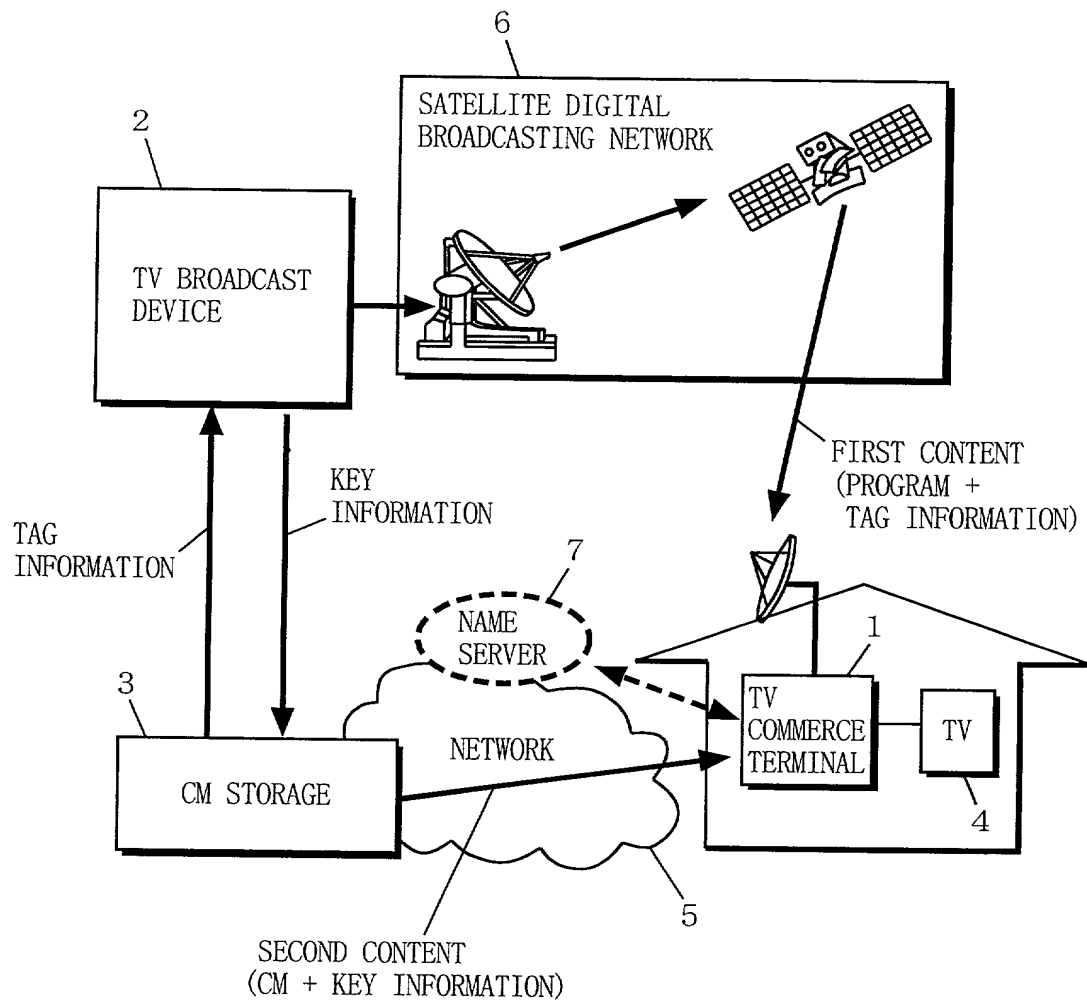 6
SATELLITE DIGITAL
BROADCASTING NETWORK
2
TV BROADCAST
DEVICE
FIRST CONTENT
(PROGRAM +
TAG INFORMATION)
KEY
INFORMATION
TAG
INFORMATION
7
NAME
SERVER
1
TV
COMMERCE
TERMINAL
TV
4
3
CM STORAGE
NETWORK
5
SECOND CONTENT
(CM + KEY INFORMATION)